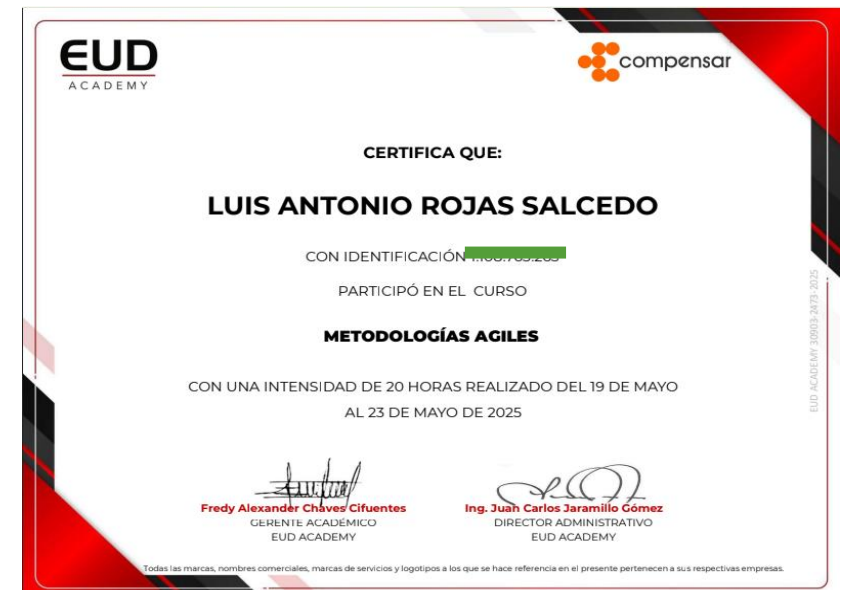 EUD
ACADEMY
compensar
CERTIFICA QUE:
LUIS ANTONIO ROJAS SALCEDO
CON IDENTIFICACIÓN
PARTICIPÓ EN EL CURSO
METODOLOGÍAS AGILES
CON UNA INTENSIDAD DE 20 HORAS REALIZADO DEL 19 DE MAYO
AL 23 DE MAYO DE 2025
EUD ACADEMY 30903-2473-2025
Fredy Alexander Chaves Cifuentes
GERENTE ACADÉMICO
EUD ACADEMY
Ing. Juan Carlos Jaramillo Gómez
DIRECTOR ADMINISTRATIVO
EUD ACADEMY
Todas las marcas, nombres comerciales, marcas de servicios y logotipos a los que se hace referencia en el presente pertenecen a sus respectivas empresas.